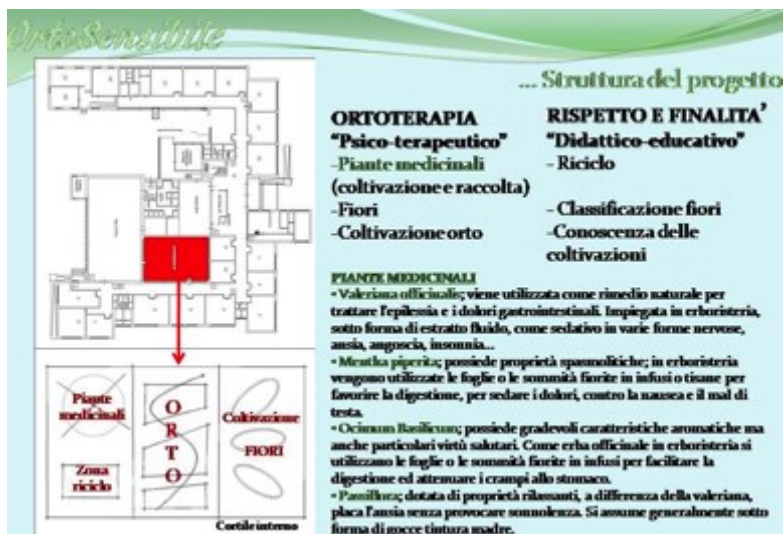 OrtoSensibile
... Struttura del progetto
ORTOTERAPIA
"Psico-terapeutico"
-Piante medicinali
(coltivazione e raccolta)
-Fiori
-Coltivazione orto
RISPETTO E FINALITA'
"Didattico-educativo"
- Riciclo
- Classificazione fiori
- Conoscenza delle
coltivazioni
PIANTE MEDICINALI
• Valeriana officinalis; viene utilizzata come rimedio naturale per
trattare l'epilessia e i dolori gastrointestinali. Impiegata in erboristeria,
sotto forma di estratto fluido, come sedativo in varie forme nervose,
ansia, angoscia, insonnia...
• Mentha piperita; possiede proprietà spasmolitiche; in erboristeria
vengono utilizzate le foglie o le sommità fiorite in infusi o tisane per
favorire la digestione, per sedare i dolori, contro la nausea e il mal di
testa.
• Ocimum Basilicum; possiede gradevoli caratteristiche aromatiche ma
anche particolari virtù salutari. Come erba officinale in erboristeria si
utilizzano le foglie o le sommità fiorite in infusi per facilitare la
digestione ed attenuare i crampi allo stomaco.
• Passiflora; dotata di proprietà rilassanti, a differenza della valeriana,
placa l'ansia senza provocare sonnolenza. Si assume generalmente sotto
forma di gocce tintura madre.
Piante
medicinali
Zona
riciclo
ORTO
Coltivazione
FIORI
Cortile interno